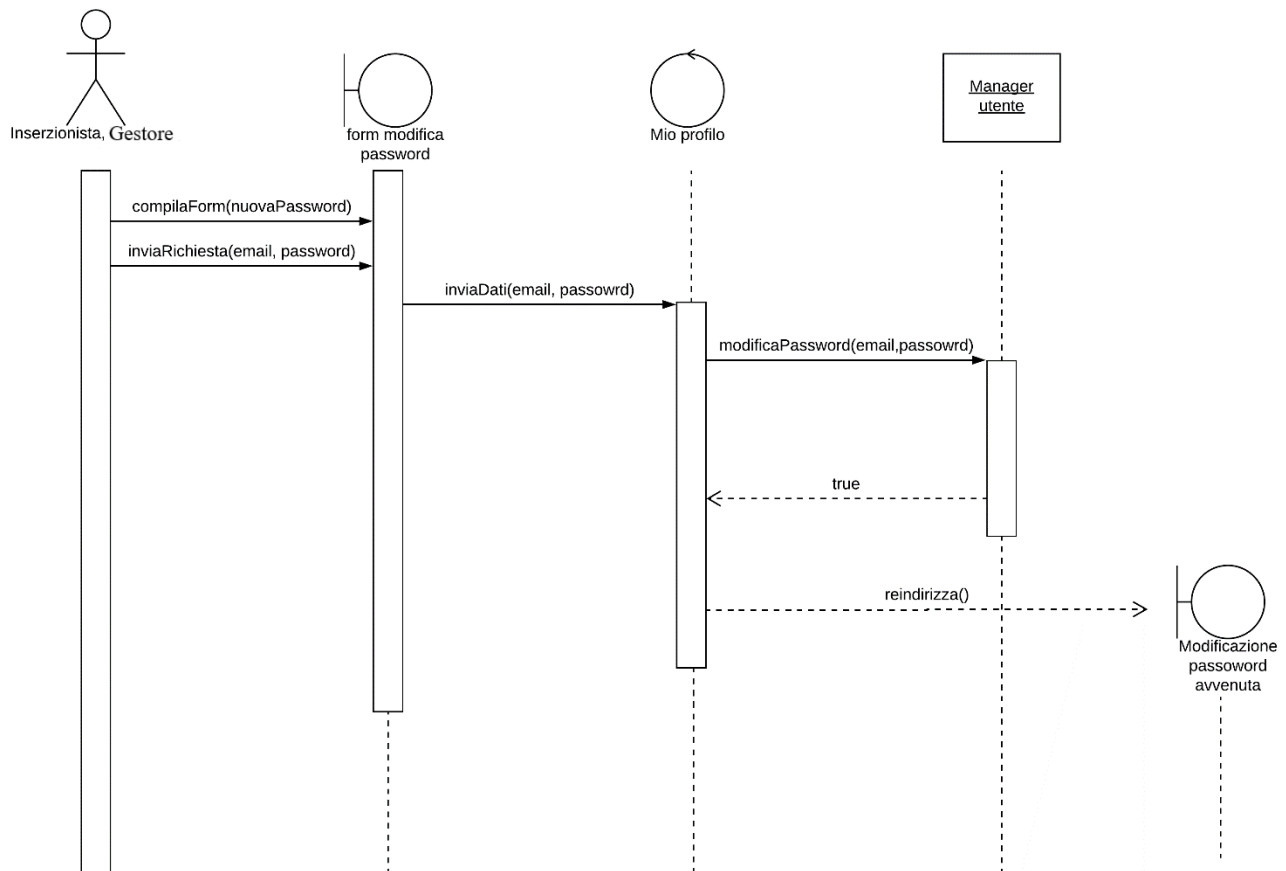 Manager
utente
Inserzionista, Gestore
form modifica
password
Mio profilo
compilaForm(nuovaPassword)
inviaRichiesta(email, password)
inviaDati(email, passowrd)
modificaPassword(email,passowrd)
true
reindirizza()
Modificazione
passoword
avvenuta